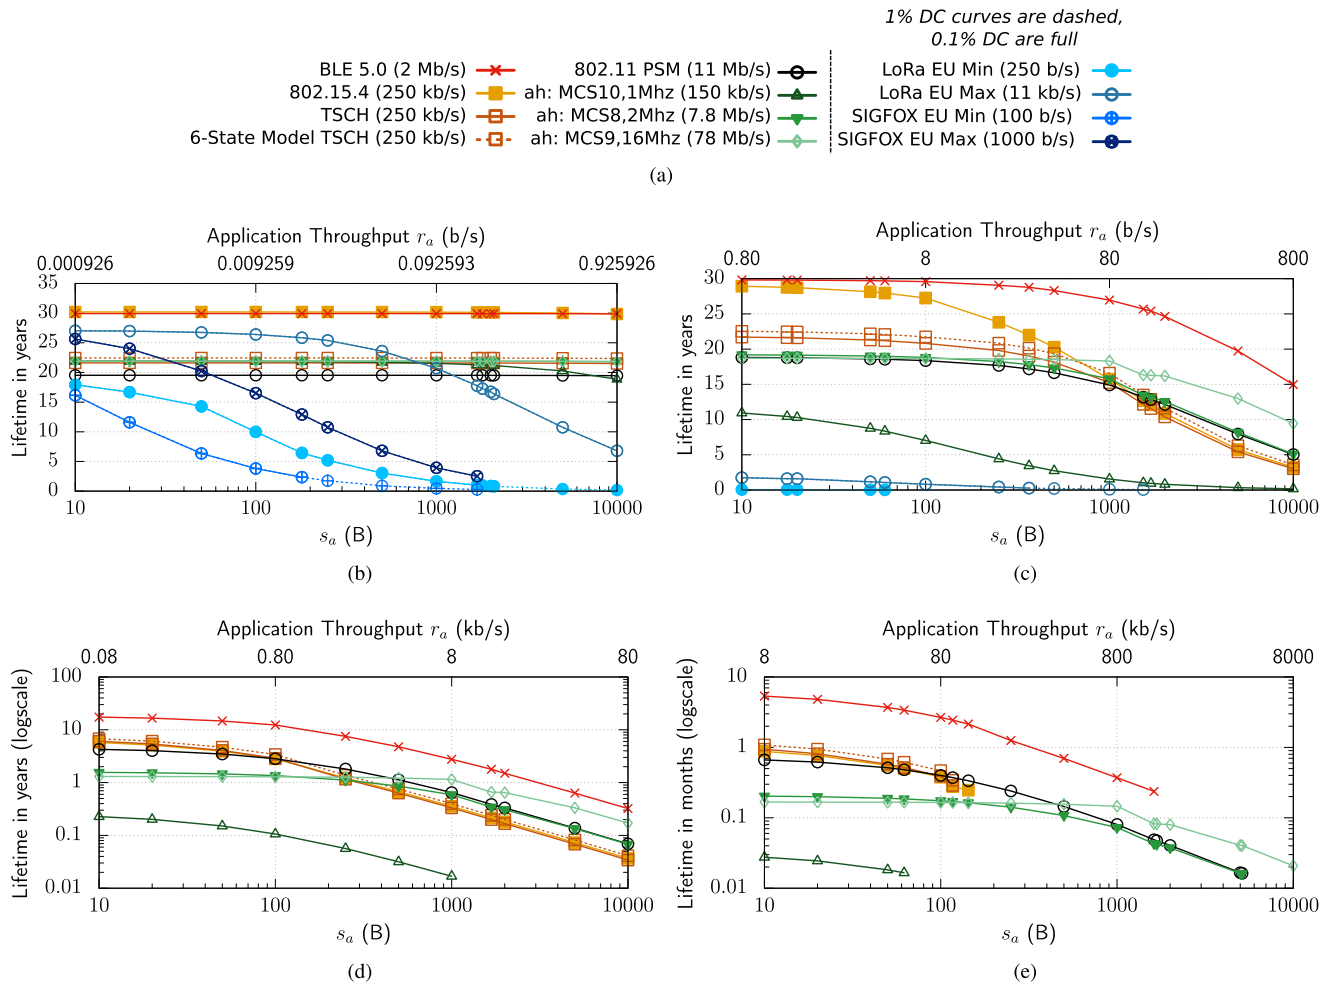 1% DC curves are dashed,
0.1% DC are full
BLE 5.0 (2 Mb/s)
802.15.4 (250 kb/s)
TSCH (250 kb/s)
6-State Model TSCH (250 kb/s)
802.11 PSM (11 Mb/s)
ah: MCS10,1Mhz (150 kb/s)
ah: MCS8,2Mhz (7.8 Mb/s)
ah: MCS9,16Mhz (78 Mb/s)
LoRa EU Min (250 b/s)
LoRa EU Max (11 kb/s)
SIGFOX EU Min (100 b/s)
SIGFOX EU Max (1000 b/s)
(a)
Application Throughput r_a (b/s)
0.000926 0.009259 0.092593 0.925926
Lifetime in years
35
30
25
20
15
10
5
0
10 100 1000 10000
s_a (B)
(b)
Application Throughput r_a (b/s)
0.80 8 80 800
Lifetime in years
30
25
20
15
10
5
0
10 100 1000 10000
s_a (B)
(c)
Application Throughput r_a (kb/s)
0.08 0.80 8 80
Lifetime in years (logscale)
100
10
1
0.1
0.01
10 100 1000 10000
s_a (B)
(d)
Application Throughput r_a (kb/s)
8 80 800 8000
Lifetime in months (logscale)
10
1
0.1
0.01
10 100 1000 10000
s_a (B)
(e)